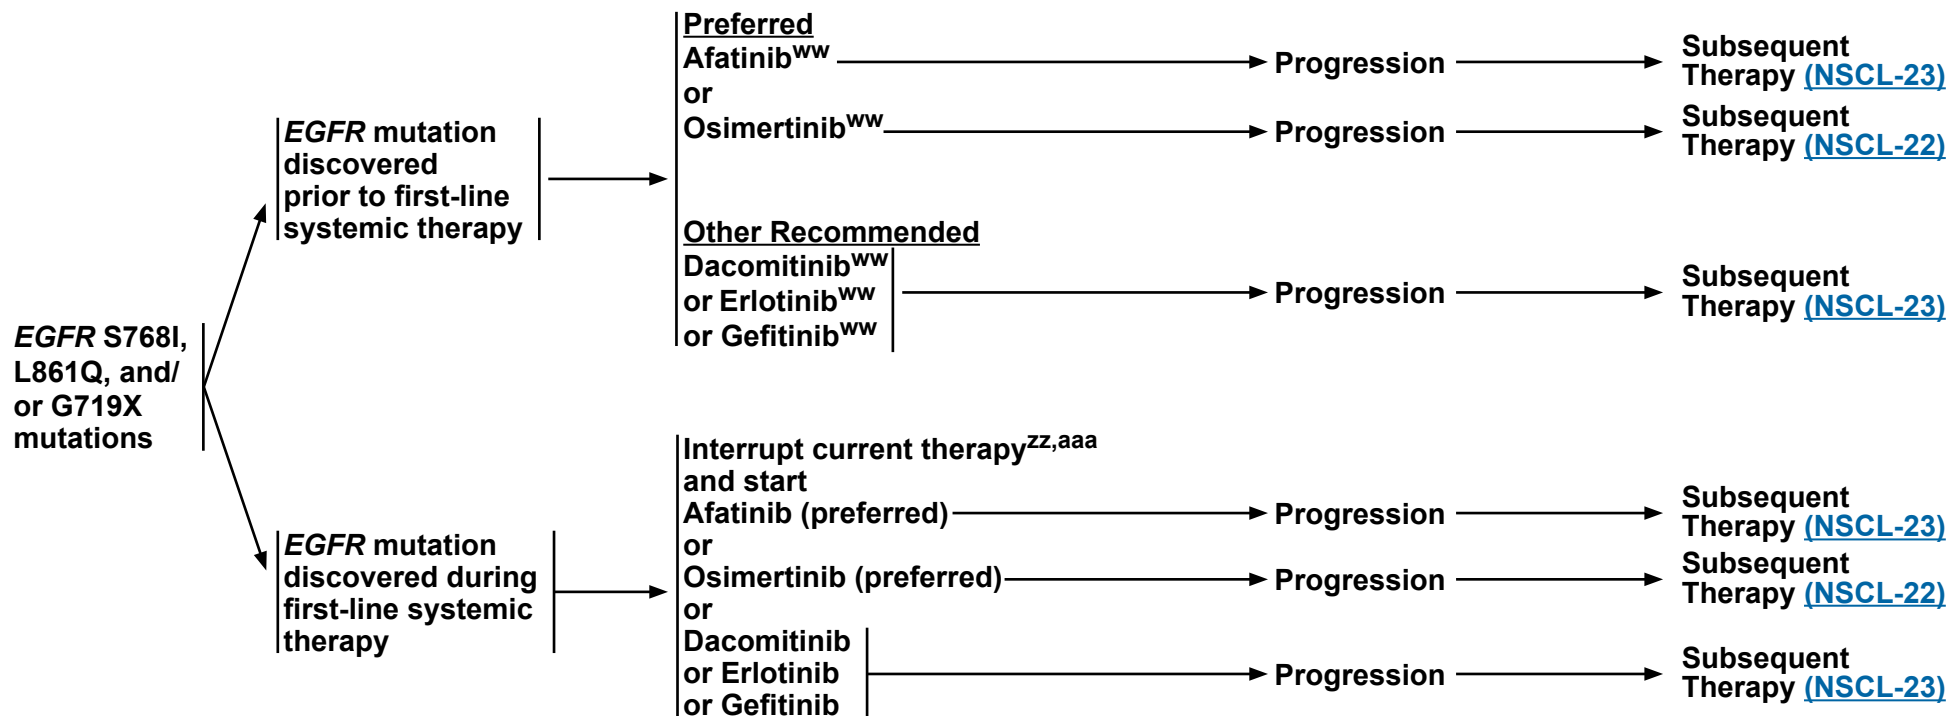 EGFR S768I,
L861Q, and/
or G719X
mutations
EGFR mutation
discovered
prior to first-line
systemic therapy
Preferred
Afatinibww
or
Osimertinibww
Other Recommended
Dacomitinibww
or Erlotinibww
or Gefitinibww
Progression
Subsequent
Therapy (NSCL-23)
Progression
Subsequent
Therapy (NSCL-22)
Progression
Subsequent
Therapy (NSCL-23)
EGFR mutation
discovered during
first-line systemic
therapy
Interrupt current therapyzz,aaa
and start
Afatinib (preferred)
or
Osimertinib (preferred)
or
Dacomitinib
or Erlotinib
or Gefitinib
Progression
Subsequent
Therapy (NSCL-23)
Progression
Subsequent
Therapy (NSCL-22)
Progression
Subsequent
Therapy (NSCL-23)